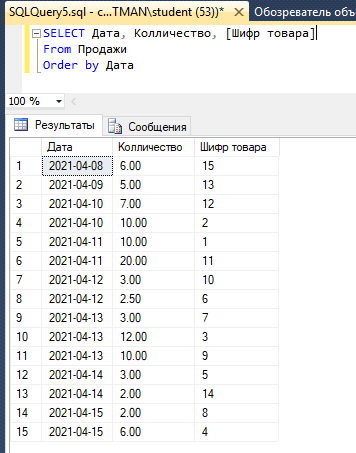 SQLQuery5.sql - c...TMAN\student (53))* Обозреватель объ
SELECT Дата, Колличество, [Шифр товара]
From Продажи
Order by Дата
100 %
Результаты Сообщения
Дата Колличество Шифр товара
1 2021-04-08 6.00 15
2 2021-04-09 5.00 13
3 2021-04-10 7.00 12
4 2021-04-10 10.00 2
5 2021-04-11 10.00 1
6 2021-04-11 20.00 11
7 2021-04-12 3.00 10
8 2021-04-12 2.50 6
9 2021-04-13 3.00 7
10 2021-04-13 12.00 3
11 2021-04-13 10.00 9
12 2021-04-14 3.00 5
13 2021-04-14 2.00 14
14 2021-04-15 2.00 8
15 2021-04-15 6.00 4